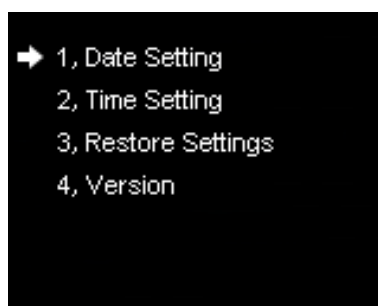 1, Date Setting
2, Time Setting
3, Restore Settings
4, Version